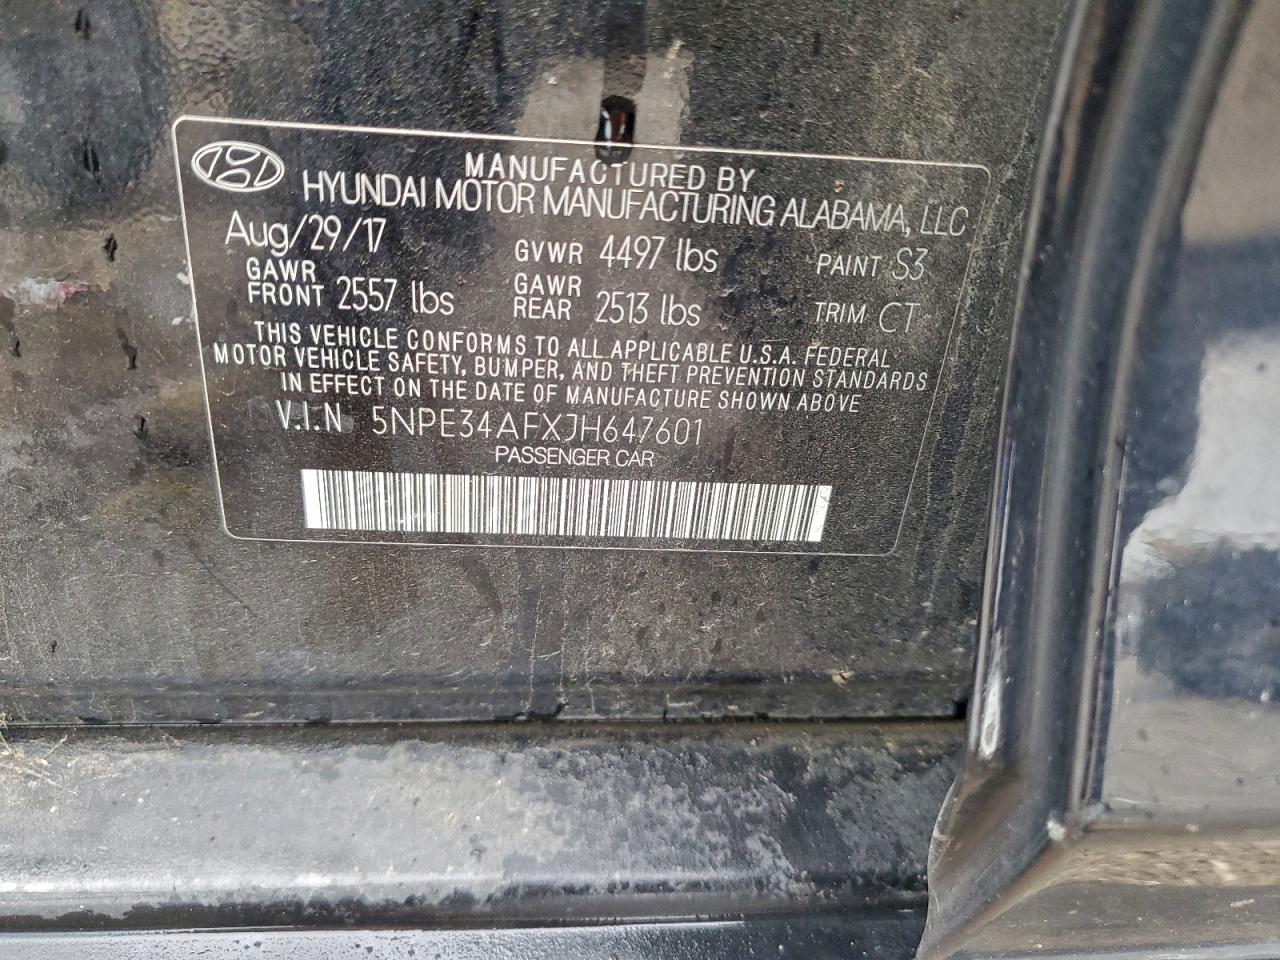 MANUFACTURED BY
HYUNDAI MOTOR MANUFACTURING ALABAMA, LLC
Aug/29/17 GVWR 4497 lbs PAINT S3
GAWR FRONT 2557 lbs GAWR REAR 2513 lbs TRIM CT
THIS VEHICLE CONFORMS TO ALL APPLICABLE U.S.A. FEDERAL
MOTOR VEHICLE SAFETY, BUMPER, AND THEFT PREVENTION STANDARDS
IN EFFECT ON THE DATE OF MANUFACTURE SHOWN ABOVE
V.I.N 5NPE34AFXJH647601
PASSENGER CAR